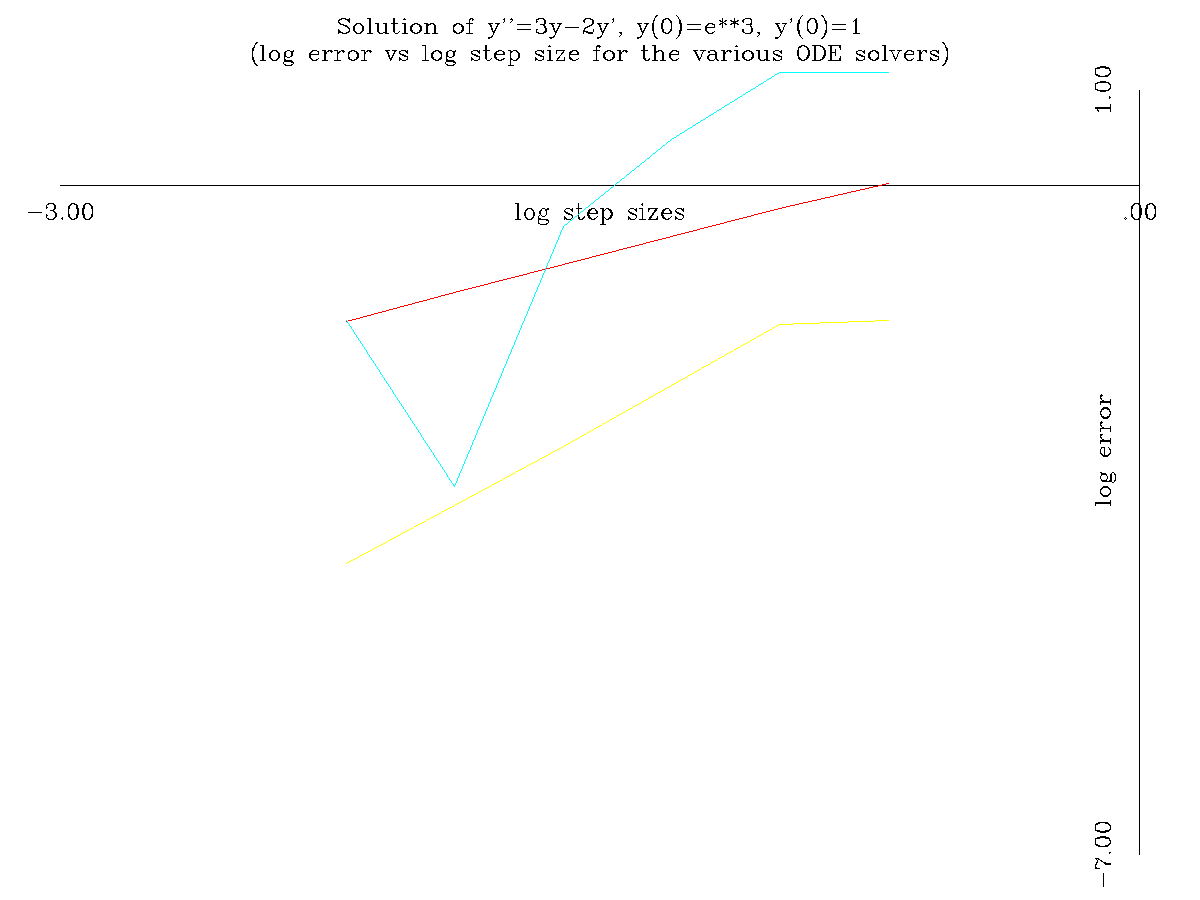 Solution of y''=3y-2y', y(0)=e**3, y'(0)=1
(log error vs log step size for the various ODE solvers)
1.00
-3.00
log step sizes
.00
log error
-7.00